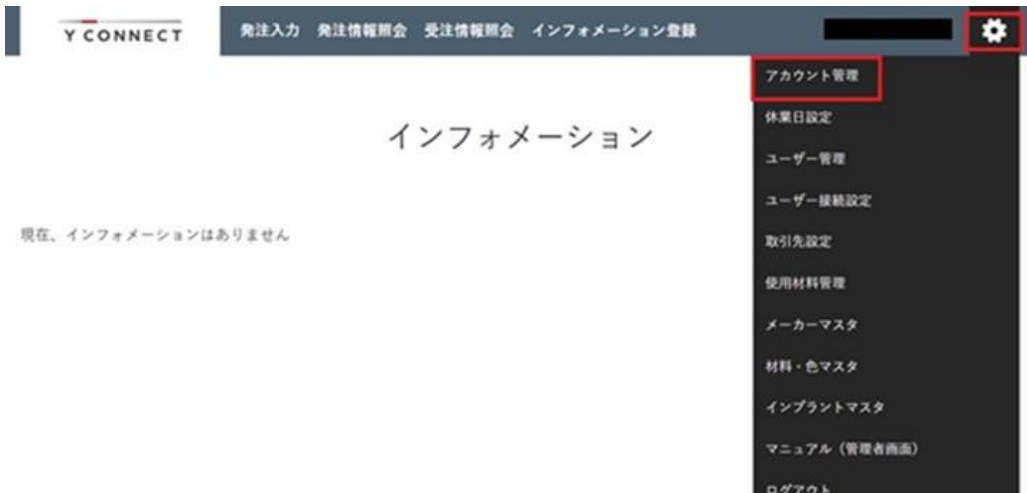 Y CONNECT 発注入力 発注情報照会 受注情報照会 インフォメーション登録
アカウント管理
休業日設定
インフォメーション
ユーザー管理
ユーザー接続設定
現在、インフォメーションはありません
取引先設定
使用材料管理
メーカーマスタ
材料・色マスタ
インプラントマスタ
マニュアル（管理者画面）
ログアウト